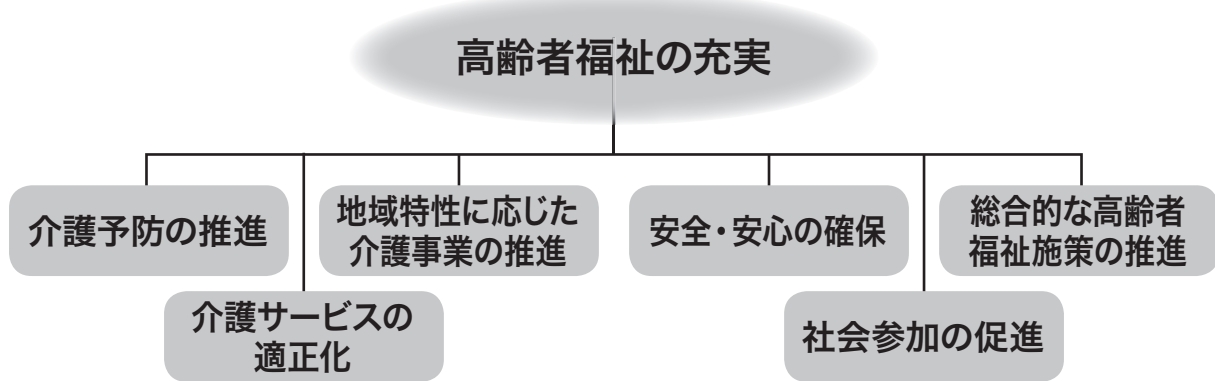 高齢者福祉の充実
介護予防の推進
介護サービスの
適正化
地域特性に応じた
介護事業の推進
安全・安心の確保
社会参加の促進
総合的な高齢者
福祉施策の推進